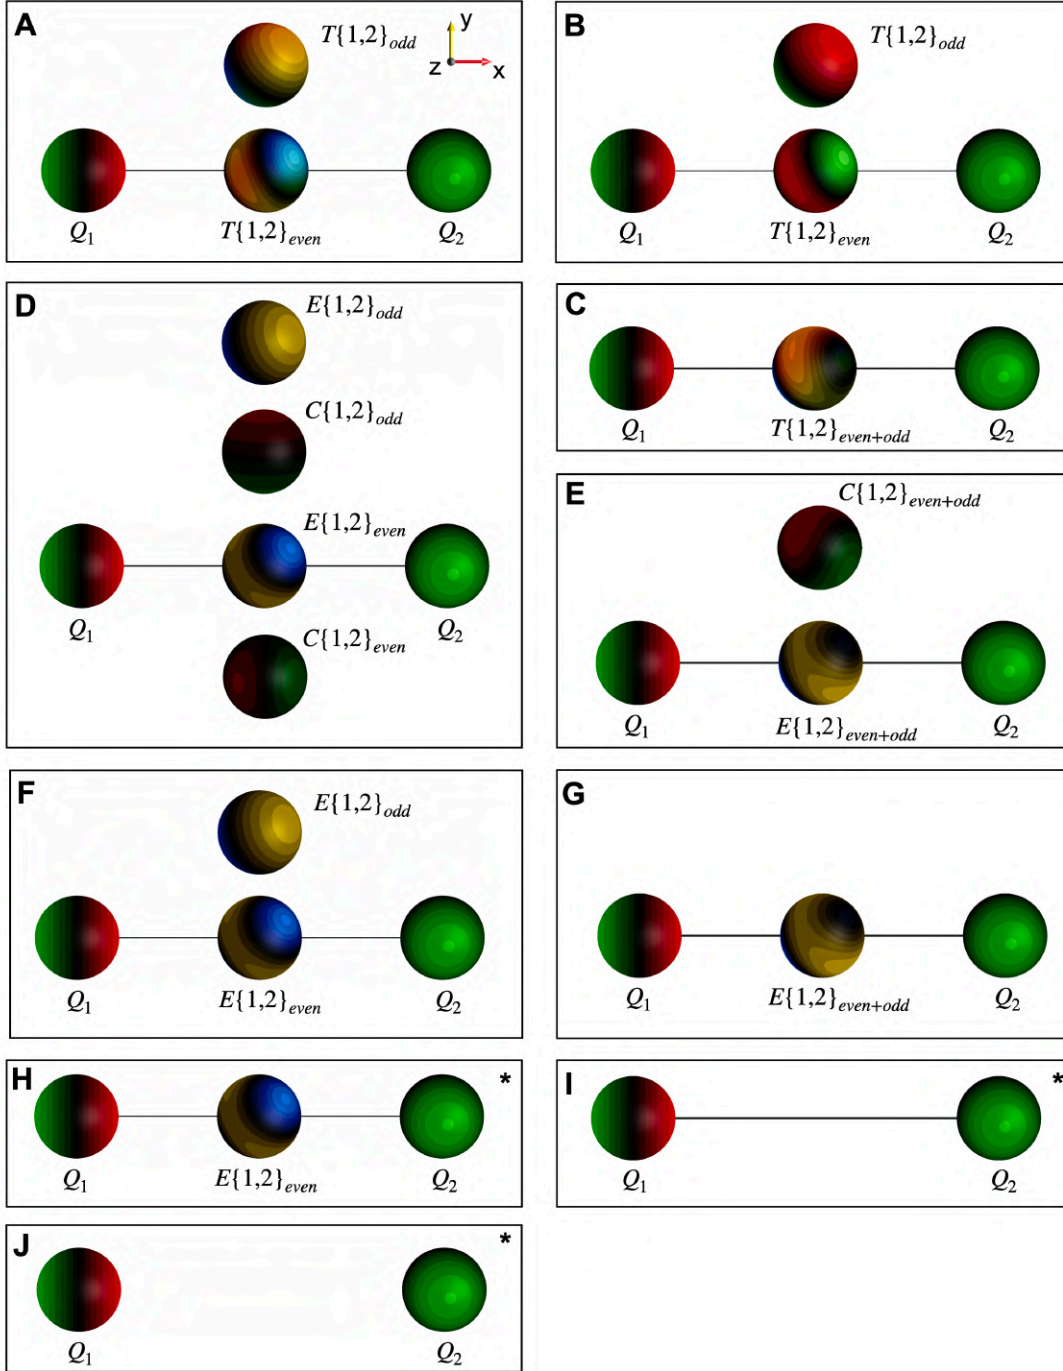 A
T{1,2}odd
y
z
x
Q1
T{1,2}even
Q2
B
T{1,2}odd
Q1
T{1,2}even
Q2
D
E{1,2}odd
C{1,2}odd
E{1,2}even
Q1
Q2
C{1,2}even
C
Q1
T{1,2}even+odd
Q2
E
C{1,2}even+odd
Q1
E{1,2}even+odd
Q2
F
E{1,2}odd
Q1
E{1,2}even
Q2
G
Q1
E{1,2}even+odd
Q2
H
*
Q1
E{1,2}even
Q2
I
*
Q1
Q2
J
*
Q1
Q2